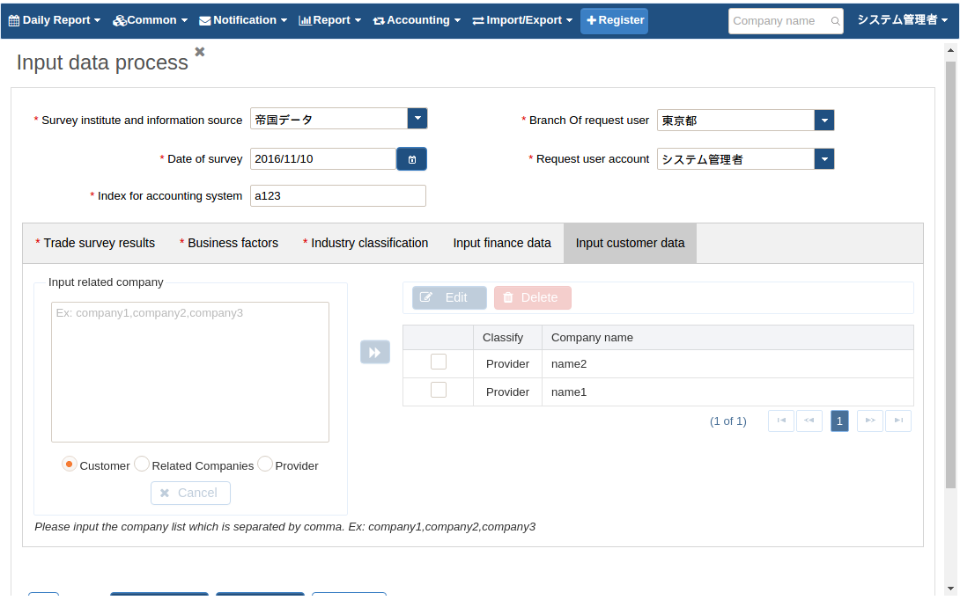 Daily Report Common Notification Report Accounting Import/Export Register Company name システム管理者
Input data process
* Survey institute and information source 帝国データ * Branch Of request user 東京都
* Date of survey 2016/11/10 * Request user account システム管理者
* Index for accounting system a123
* Trade survey results * Business factors * Industry classification Input finance data Input customer data
Input related company
Ex: company1,company2,company3
Edit Delete
Classify Company name
Provider name2
Provider name1
(1 of 1) 1
Customer Related Companies Provider
Cancel
Please input the company list which is separated by comma. Ex: company1,company2,company3